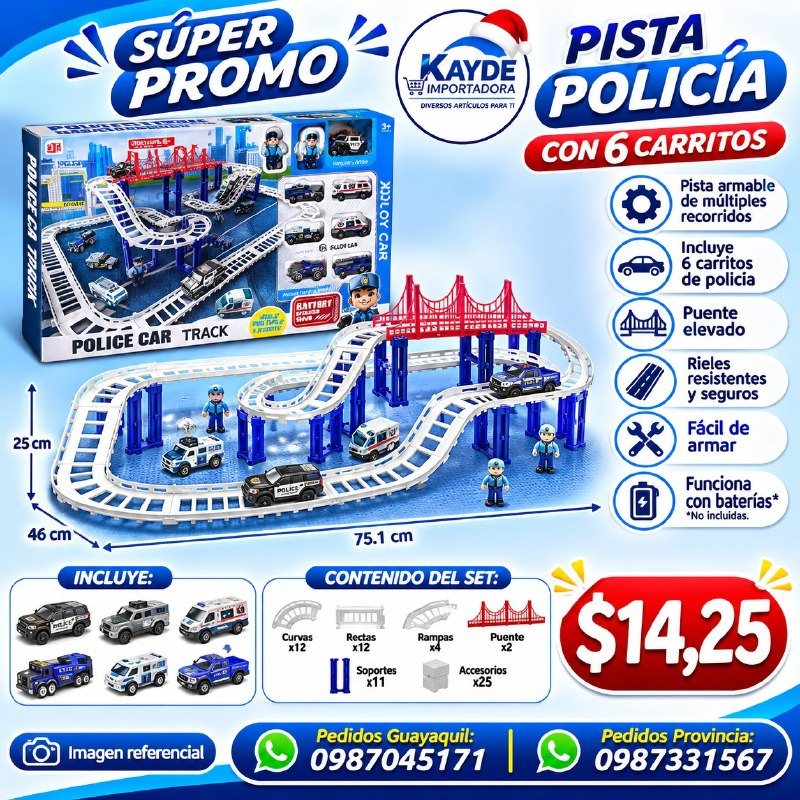 SÚPER
PROMO
KAYDE
IMPORTADORA
DIVERSOS ARTÍCULOS PARA TI
PISTA
POLICÍA
CON 6 CARRITOS
3+
POLICE CAR TRACK
Pista armable
de múltiples
recorridos
Incluye
6 carritos
de policía
Puente
elevado
Rieles
resistentes
y seguros
Fácil de
armar
Funciona
con baterías*
*No incluidas.
POLICE
25 cm
46 cm
75.1 cm
INCLUYE:
POLICE
CONTENIDO DEL SET:
Curvas
x12
Rectas
x12
Rampas
x4
Puente
x2
Soportes
x11
Accesorios
x25
$14,25
Imagen referencial
Pedidos Guayaquil:
0987045171
Pedidos Provincia:
0987331567